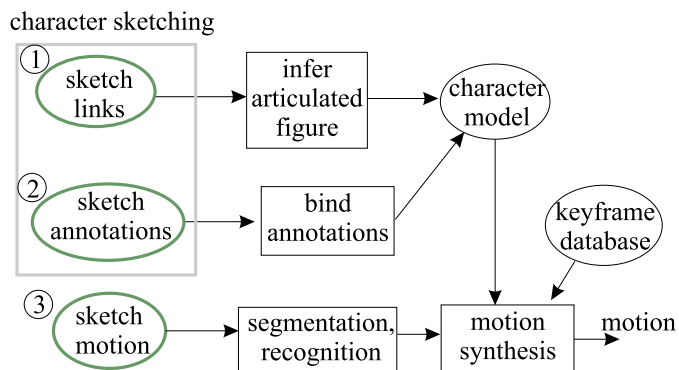 character sketching
1
sketch
links
infer
articulated
figure
character
model
2
sketch
annotations
bind
annotations
keyframe
database
3
sketch
motion
segmentation,
recognition
motion
synthesis
motion